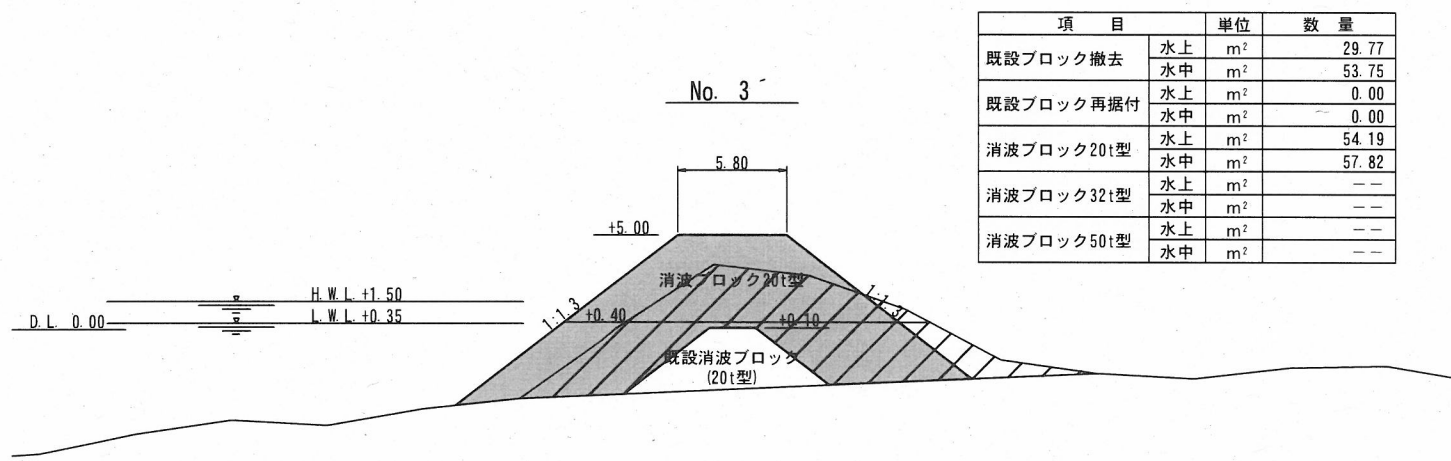 項 目 単位 数 量
既設ブロック撤去 水上 m² 29.77
水中 m² 53.75
既設ブロック再据付 水上 m² 0.00
水中 m² 0.00
消波ブロック20t型 水上 m² 54.19
水中 m² 57.82
消波ブロック32t型 水上 m² --
水中 m² --
消波ブロック50t型 水上 m² --
水中 m² --
No. 3
5.80
+5.00
消波ブロック20t型
H.W.L.+1.50
L.W.L.+0.35
D.L. 0.00
1:1.3
1:1.3
+0.40
+0.10
既設消波ブロック
(20t型)